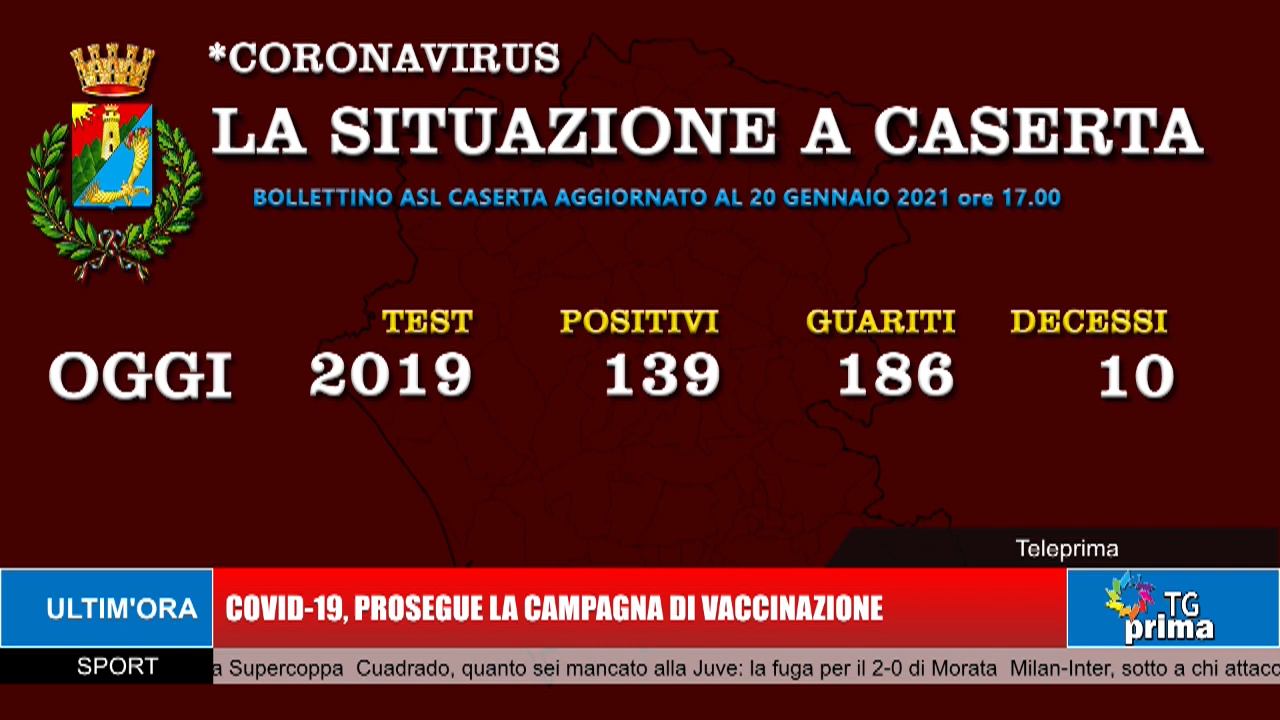 *CORONAVIRUS
LA SITUAZIONE A CASERTA
BOLLETTINO ASL CASERTA AGGIORNATO AL 20 GENNAIO 2021 ore 17.00
TEST POSITIVI GUARITI DECESSI
OGGI 2019 139 186 10
Teleprima
ULTIM'ORA COVID-19, PROSEGUE LA CAMPAGNA DI VACCINAZIONE TG prima
SPORT a Supercoppa Cuadrado, quanto sei mancato alla Juve: la fuga per il 2-0 di Morata Milan-Inter, sotto a chi attacc